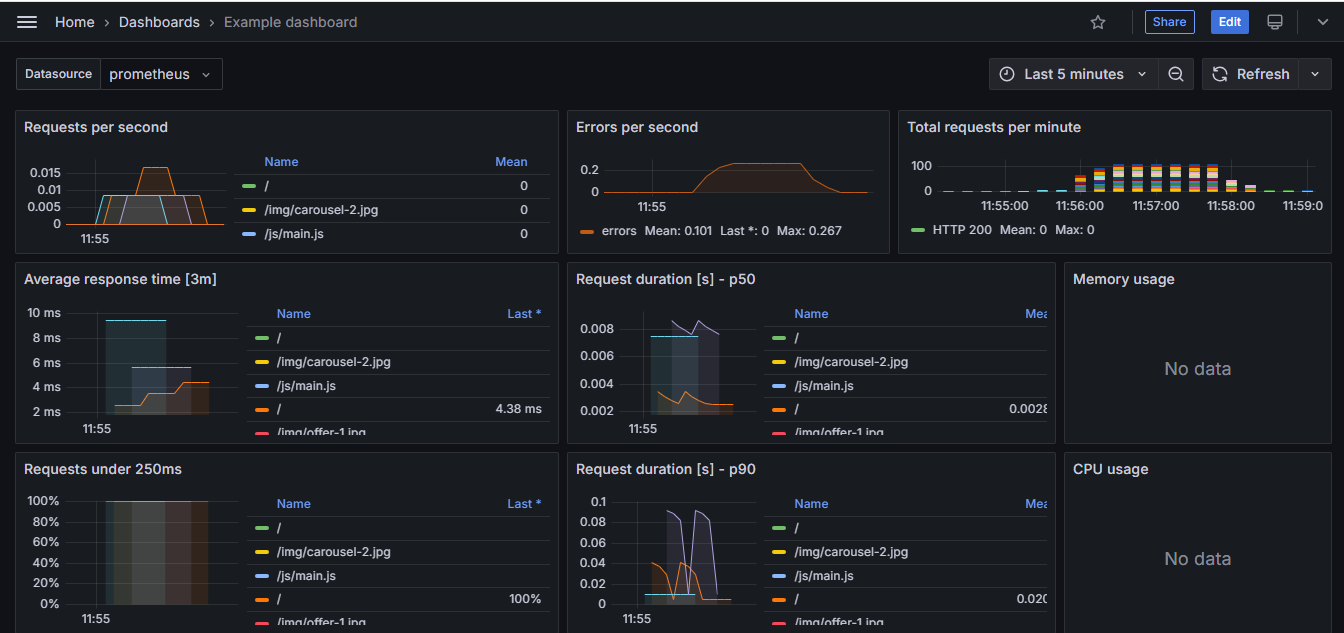 Home › Dashboards › Example dashboard
Share
Edit
Datasource
prometheus
Last 5 minutes
Refresh
Requests per second
0.015
0.01
0.005
0
11:55
Name Mean
/ 0
/img/carousel-2.jpg 0
/js/main.js 0
Errors per second
0.2
0
11:55
errors Mean: 0.101 Last *: 0 Max: 0.267
Total requests per minute
100
0
11:55:00 11:56:00 11:57:00 11:58:00 11:59:0
HTTP 200 Mean: 0 Max: 0
Average response time [3m]
10 ms
8 ms
6 ms
4 ms
2 ms
11:55
Name Last *
/
/img/carousel-2.jpg
/js/main.js
/ 4.38 ms
/img/offer-1.jpg
Request duration [s] - p50
0.008
0.006
0.004
0.002
11:55
Name Mea
/
/img/carousel-2.jpg
/js/main.js
/ 0.0028
/img/offer-1.jpg
Memory usage
No data
Requests under 250ms
100%
80%
60%
40%
20%
0%
11:55
Name Last *
/
/img/carousel-2.jpg
/js/main.js
/ 100%
/img/offer-1.jpg
Request duration [s] - p90
0.1
0.08
0.06
0.04
0.02
0
11:55
Name Mea
/
/img/carousel-2.jpg
/js/main.js
/ 0.020
/img/offer-1.jpg
CPU usage
No data